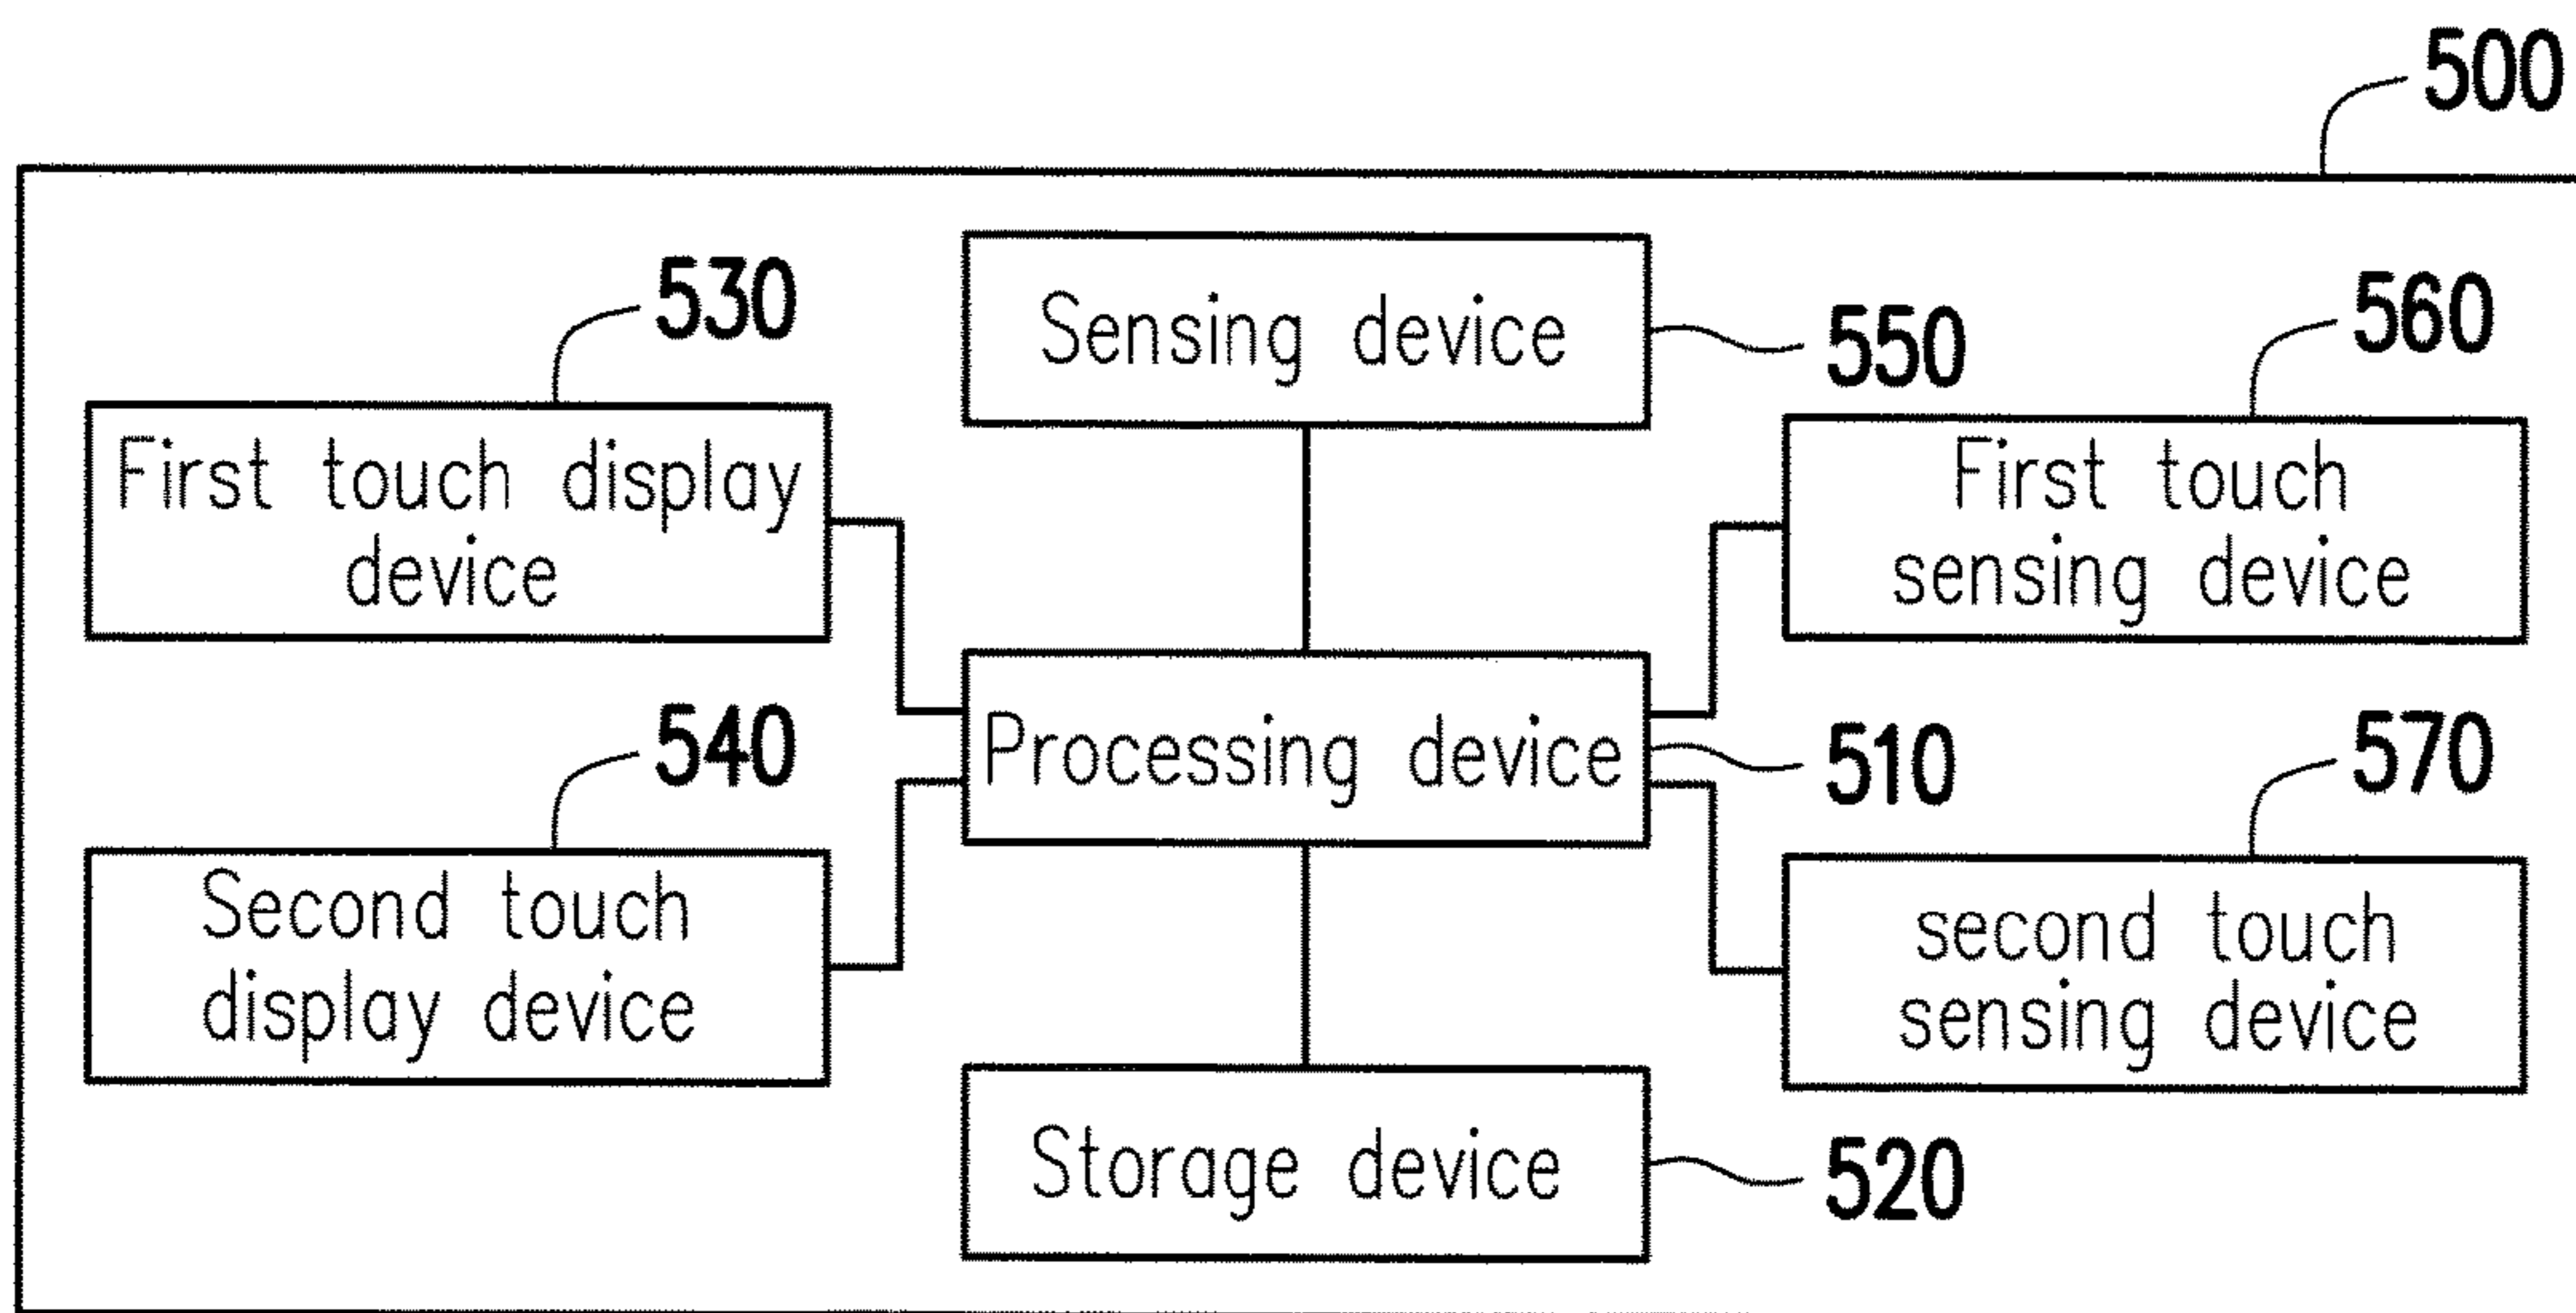 500
530
Sensing device
550
560
First touch display
device
First touch
sensing device
540
Processing device
510
570
Second touch
display device
second touch
sensing device
Storage device
520